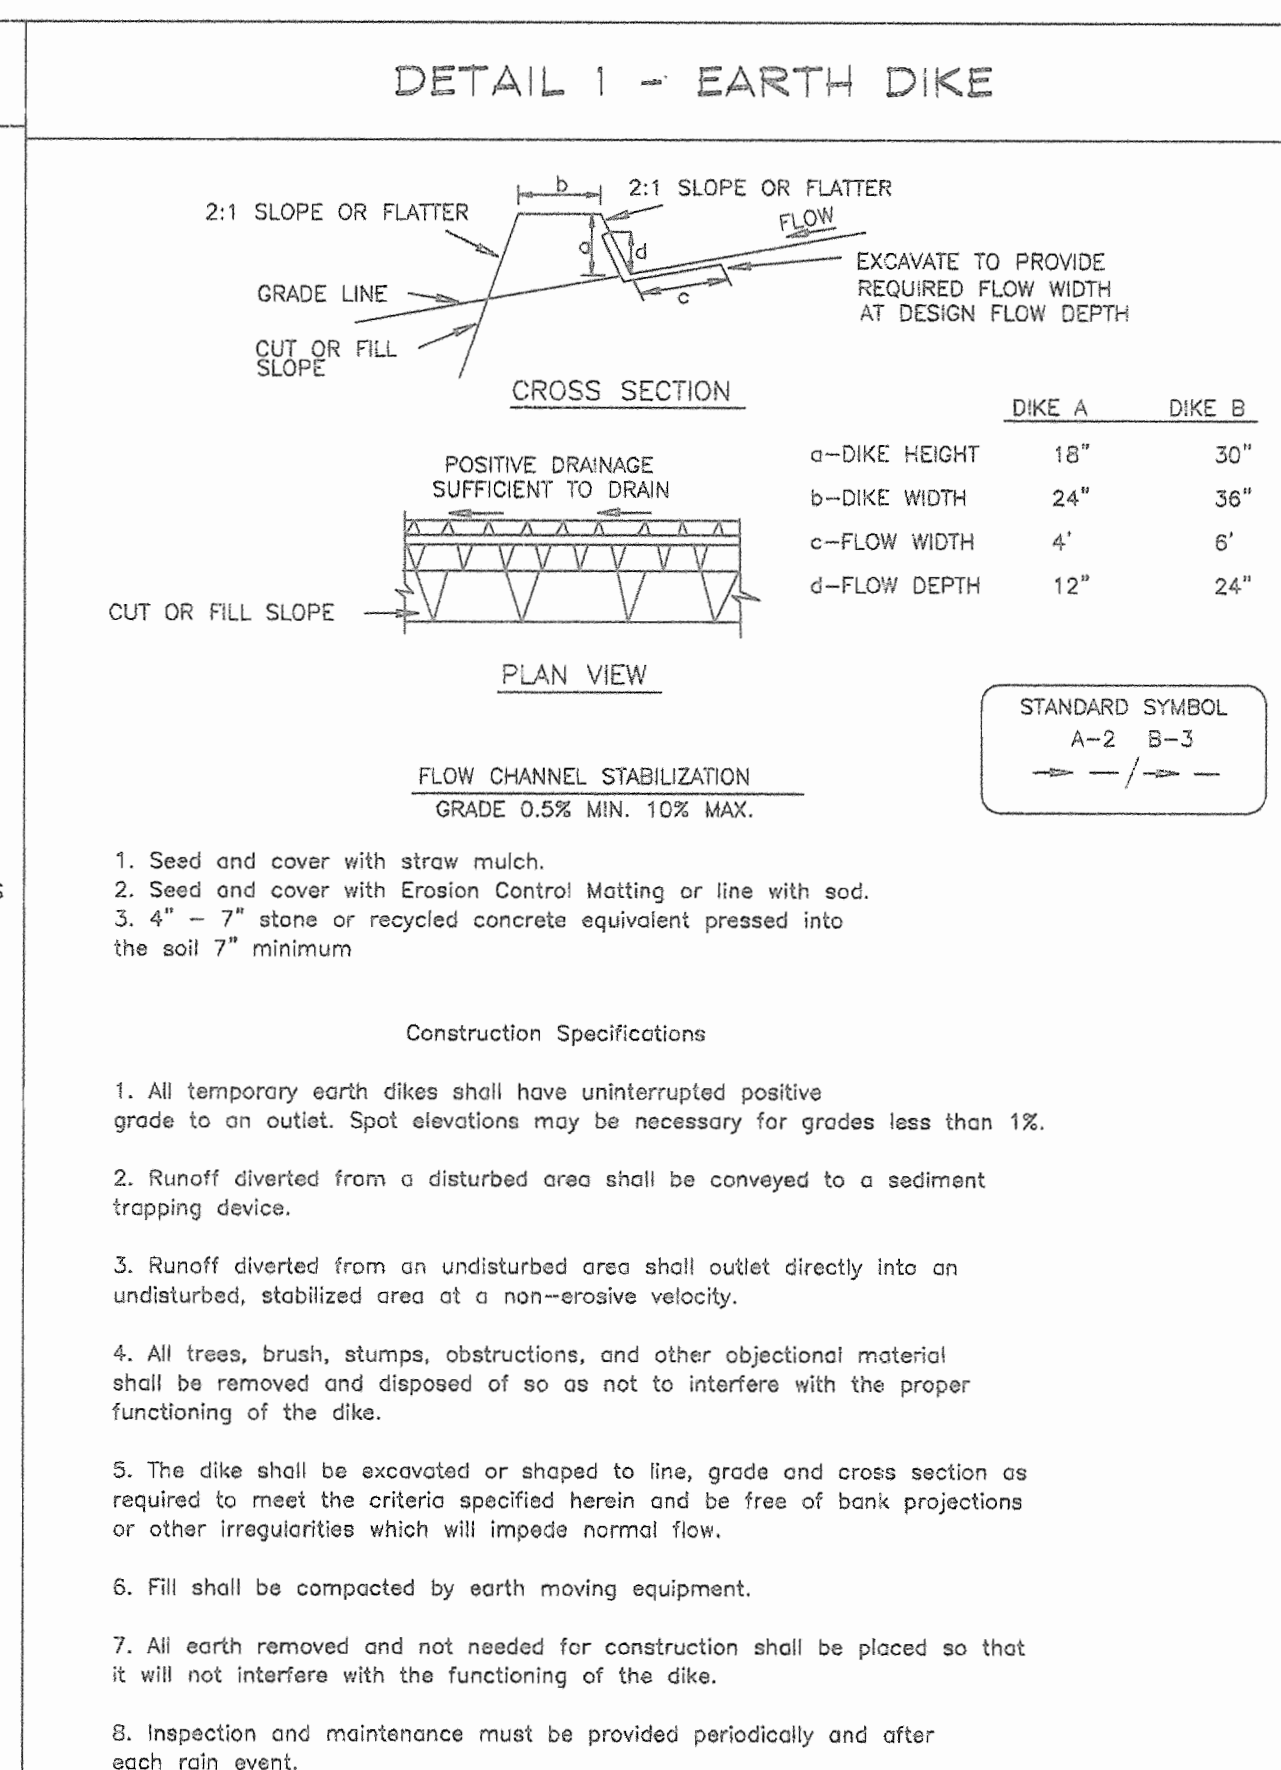 DETAIL 1 - EARTH DIKE
b
2:1 SLOPE OR FLATTER
2:1 SLOPE OR FLATTER
FLOW
a
d
EXCAVATE TO PROVIDE
REQUIRED FLOW WIDTH
AT DESIGN FLOW DEPTH
GRADE LINE
c
CUT OR FILL
SLOPE
CROSS SECTION
DIKE A DIKE B
a-DIKE HEIGHT 18" 30"
b-DIKE WIDTH 24" 36"
c-FLOW WIDTH 4' 6'
d-FLOW DEPTH 12" 24"
POSITIVE DRAINAGE
SUFFICIENT TO DRAIN
CUT OR FILL SLOPE
PLAN VIEW
STANDARD SYMBOL
A-2 B-3
/
FLOW CHANNEL STABILIZATION
GRADE 0.5% MIN. 10% MAX.
1. Seed and cover with straw mulch.
2. Seed and cover with Erosion Control Matting or line with sod.
3. 4" - 7" stone or recycled concrete equivalent pressed into
the soil 7" minimum
Construction Specifications
1. All temporary earth dikes shall have uninterrupted positive
grade to an outlet. Spot elevations may be necessary for grades less than 1%.
2. Runoff diverted from a disturbed area shall be conveyed to a sediment
trapping device.
3. Runoff diverted from an undisturbed area shall outlet directly into an
undisturbed, stabilized area at a non-erosive velocity.
4. All trees, brush, stumps, obstructions, and other objectional material
shall be removed and disposed of so as not to interfere with the proper
functioning of the dike.
5. The dike shall be excavated or shaped to line, grade and cross section as
required to meet the criteria specified herein and be free of bank projections
or other irregularities which will impede normal flow.
6. Fill shall be compacted by earth moving equipment.
7. All earth removed and not needed for construction shall be placed so that
it will not interfere with the functioning of the dike.
8. Inspection and maintenance must be provided periodically and after
each rain event.